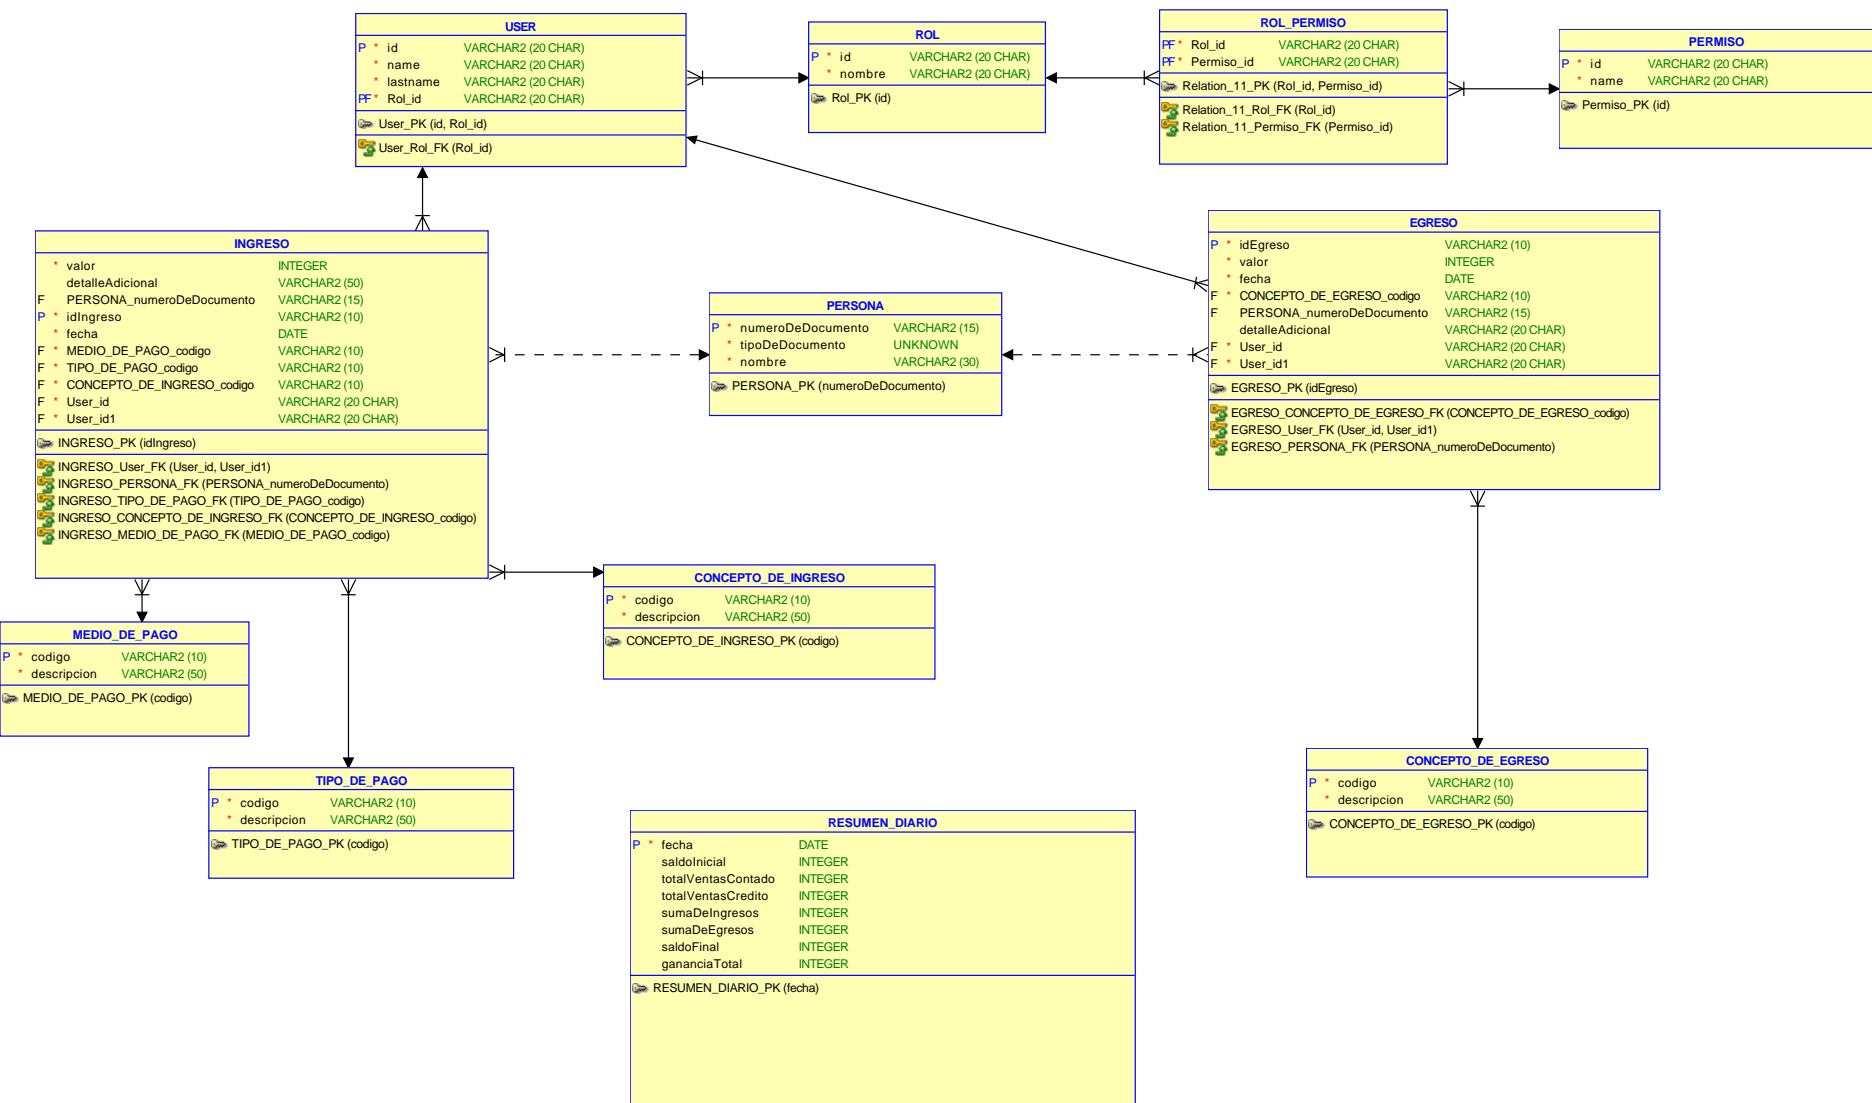 USER
P * id VARCHAR2 (20 CHAR)
* name VARCHAR2 (20 CHAR)
* lastname VARCHAR2 (20 CHAR)
PF * Rol_id VARCHAR2 (20 CHAR)
User_PK (id, Rol_id)
User_Rol_FK (Rol_id)
ROL
P * id VARCHAR2 (20 CHAR)
* nombre VARCHAR2 (20 CHAR)
Rol_PK (id)
ROL_PERMISO
PF * Rol_id VARCHAR2 (20 CHAR)
PF * Permiso_id VARCHAR2 (20 CHAR)
Relation_11_PK (Rol_id, Permiso_id)
Relation_11_Rol_FK (Rol_id)
Relation_11_Permiso_FK (Permiso_id)
PERMISO
P * id VARCHAR2 (20 CHAR)
* name VARCHAR2 (20 CHAR)
Permiso_PK (id)
INGRESO
* valor INTEGER
detalleAdicional VARCHAR2 (50)
F PERSONA_numeroDeDocumento VARCHAR2 (15)
P * idIngreso VARCHAR2 (10)
* fecha DATE
F * MEDIO_DE_PAGO_codigo VARCHAR2 (10)
F * TIPO_DE_PAGO_codigo VARCHAR2 (10)
F * CONCEPTO_DE_INGRESO_codigo VARCHAR2 (10)
F * User_id VARCHAR2 (20 CHAR)
F * User_id1 VARCHAR2 (20 CHAR)
INGRESO_PK (idIngreso)
INGRESO_User_FK (User_id, User_id1)
INGRESO_PERSONA_FK (PERSONA_numeroDeDocumento)
INGRESO_TIPO_DE_PAGO_FK (TIPO_DE_PAGO_codigo)
INGRESO_CONCEPTO_DE_INGRESO_FK (CONCEPTO_DE_INGRESO_codigo)
INGRESO_MEDIO_DE_PAGO_FK (MEDIO_DE_PAGO_codigo)
PERSONA
P * numeroDeDocumento VARCHAR2 (15)
* tipoDeDocumento UNKNOWN
* nombre VARCHAR2 (30)
PERSONA_PK (numeroDeDocumento)
EGRESO
P * idEgreso VARCHAR2 (10)
* valor INTEGER
* fecha DATE
F * CONCEPTO_DE_EGRESO_codigo VARCHAR2 (10)
F PERSONA_numeroDeDocumento VARCHAR2 (15)
detalleAdicional VARCHAR2 (20 CHAR)
F * User_id VARCHAR2 (20 CHAR)
F * User_id1 VARCHAR2 (20 CHAR)
EGRESO_PK (idEgreso)
EGRESO_CONCEPTO_DE_EGRESO_FK (CONCEPTO_DE_EGRESO_codigo)
EGRESO_User_FK (User_id, User_id1)
EGRESO_PERSONA_FK (PERSONA_numeroDeDocumento)
CONCEPTO_DE_INGRESO
P * codigo VARCHAR2 (10)
* descripcion VARCHAR2 (50)
CONCEPTO_DE_INGRESO_PK (codigo)
MEDIO_DE_PAGO
P * codigo VARCHAR2 (10)
* descripcion VARCHAR2 (50)
MEDIO_DE_PAGO_PK (codigo)
TIPO_DE_PAGO
P * codigo VARCHAR2 (10)
* descripcion VARCHAR2 (50)
TIPO_DE_PAGO_PK (codigo)
CONCEPTO_DE_EGRESO
P * codigo VARCHAR2 (10)
* descripcion VARCHAR2 (50)
CONCEPTO_DE_EGRESO_PK (codigo)
RESUMEN_DIARIO
P * fecha DATE
saldoInicial INTEGER
totalVentasContado INTEGER
totalVentasCredito INTEGER
sumaDeIngresos INTEGER
sumaDeEgresos INTEGER
saldoFinal INTEGER
gananciaTotal INTEGER
RESUMEN_DIARIO_PK (fecha)